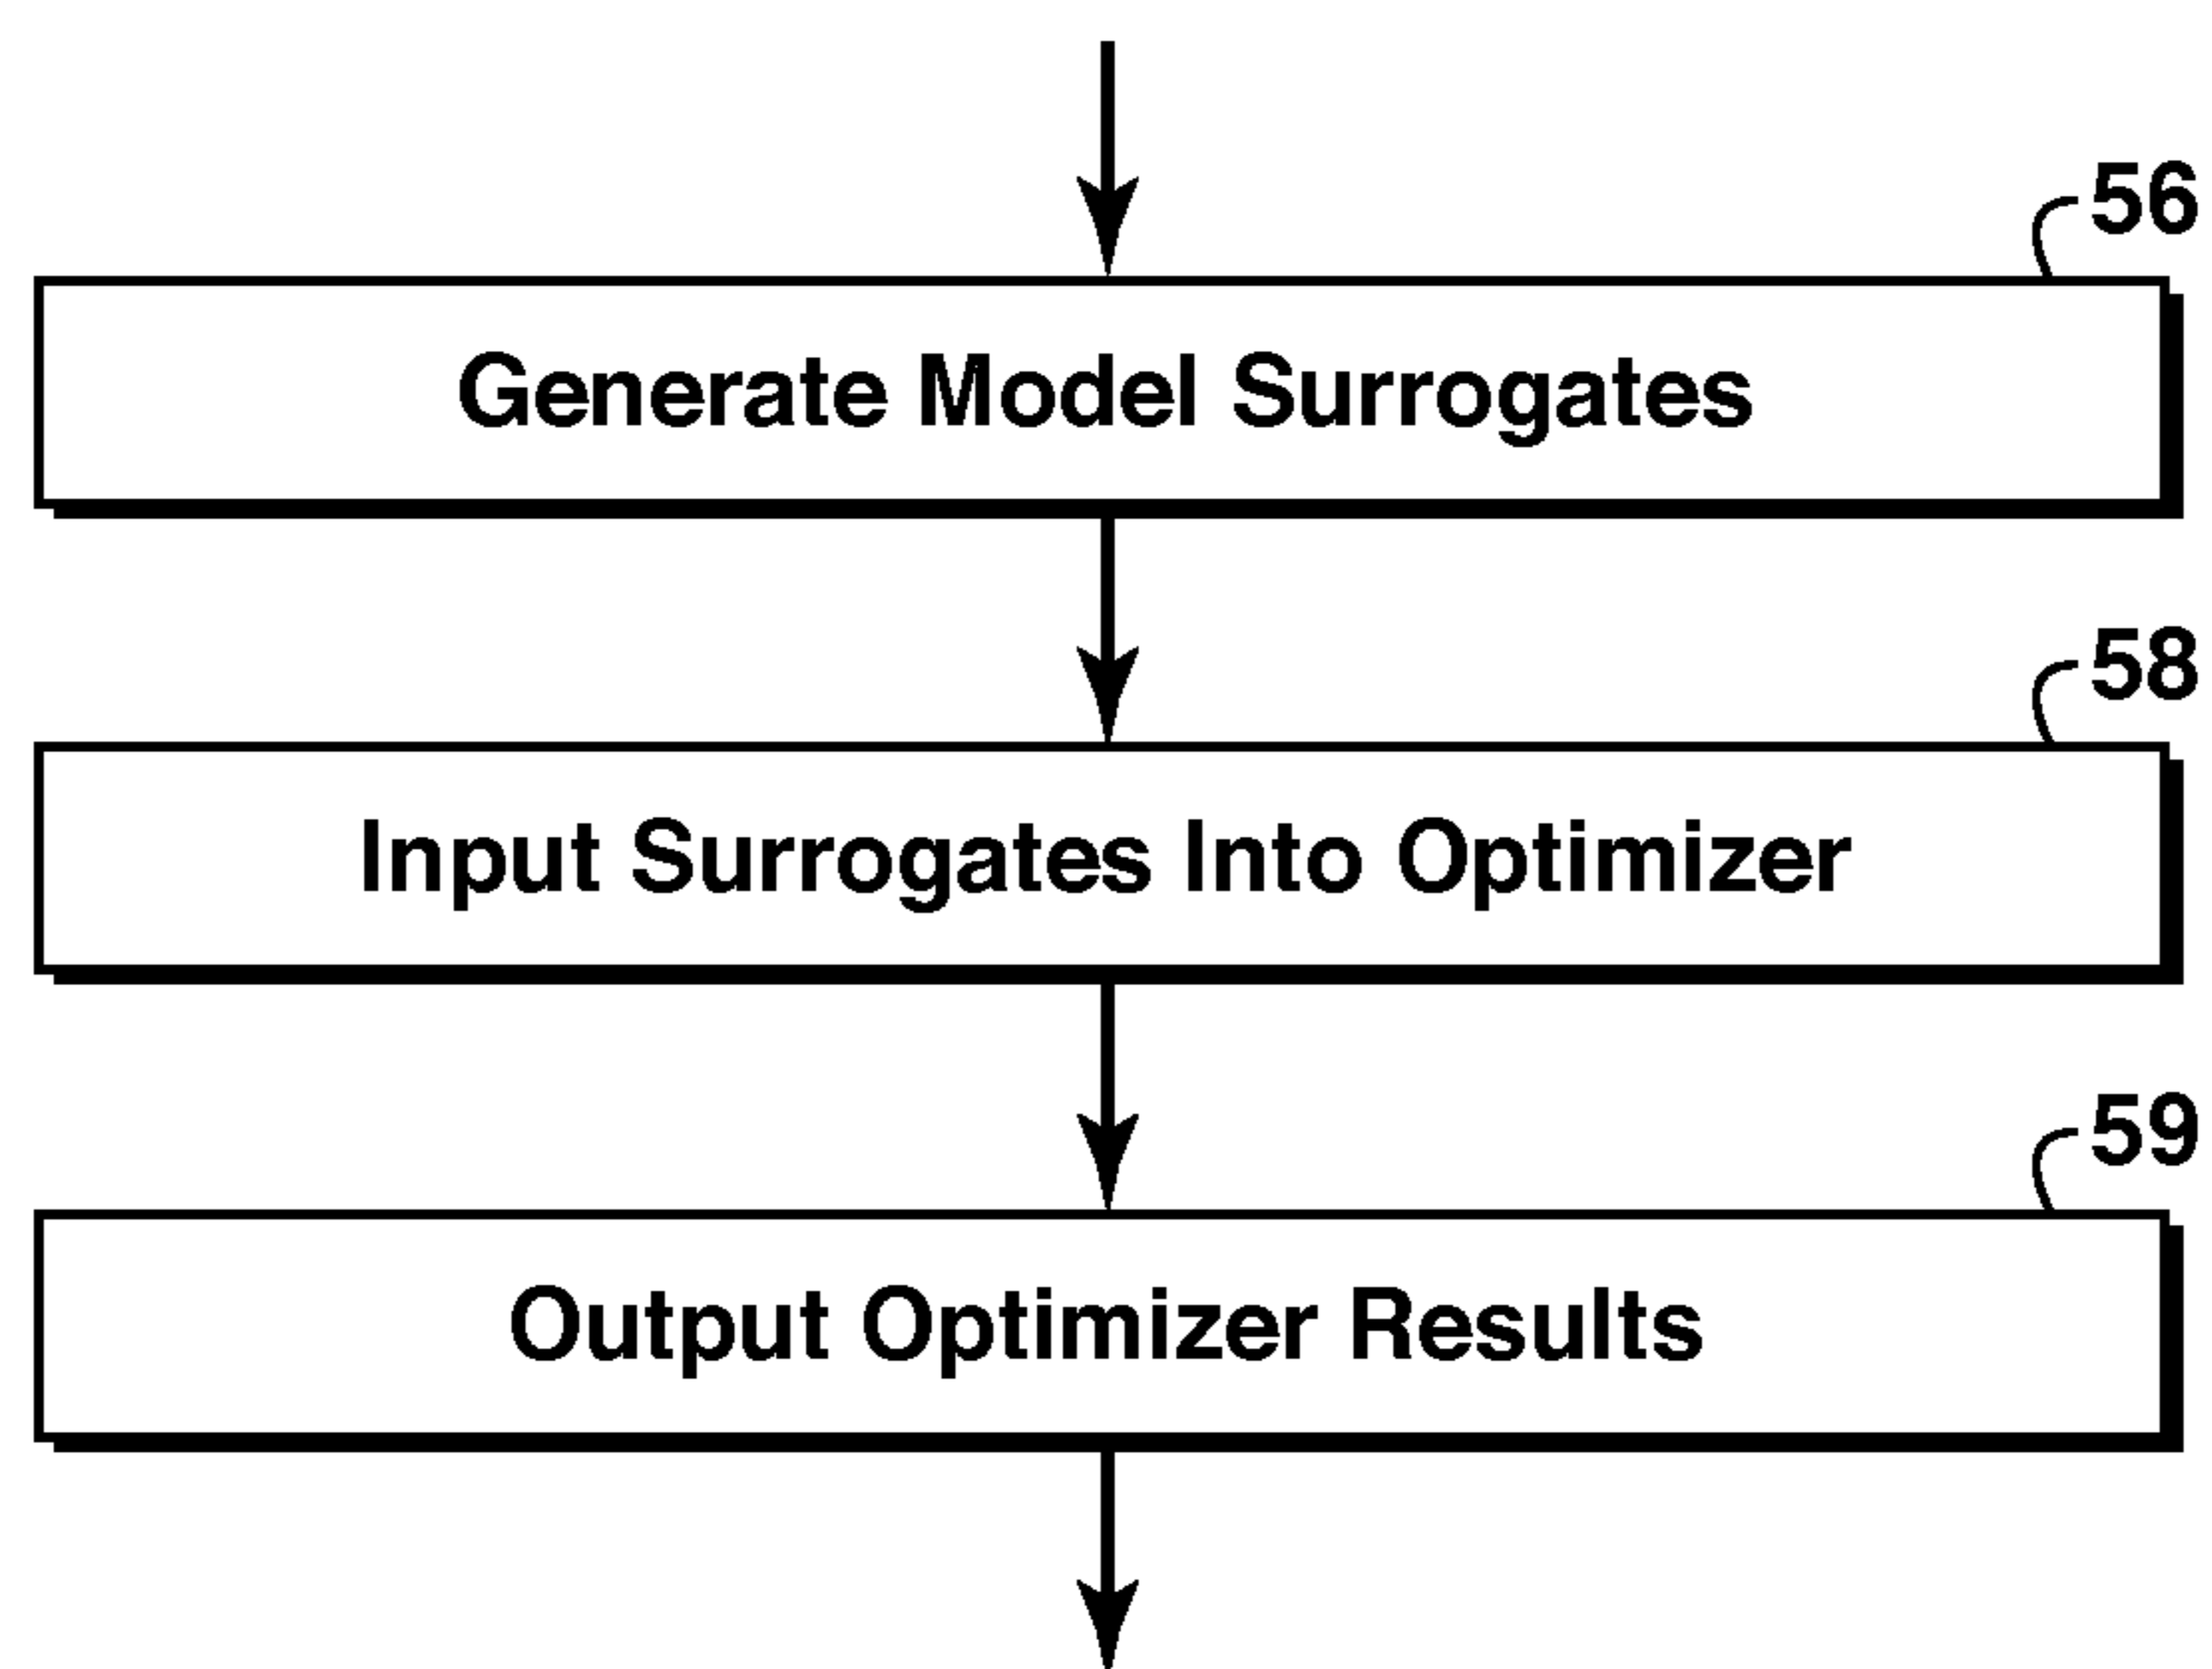 56
Generate Model Surrogates
58
Input Surrogates Into Optimizer
59
Output Optimizer Results